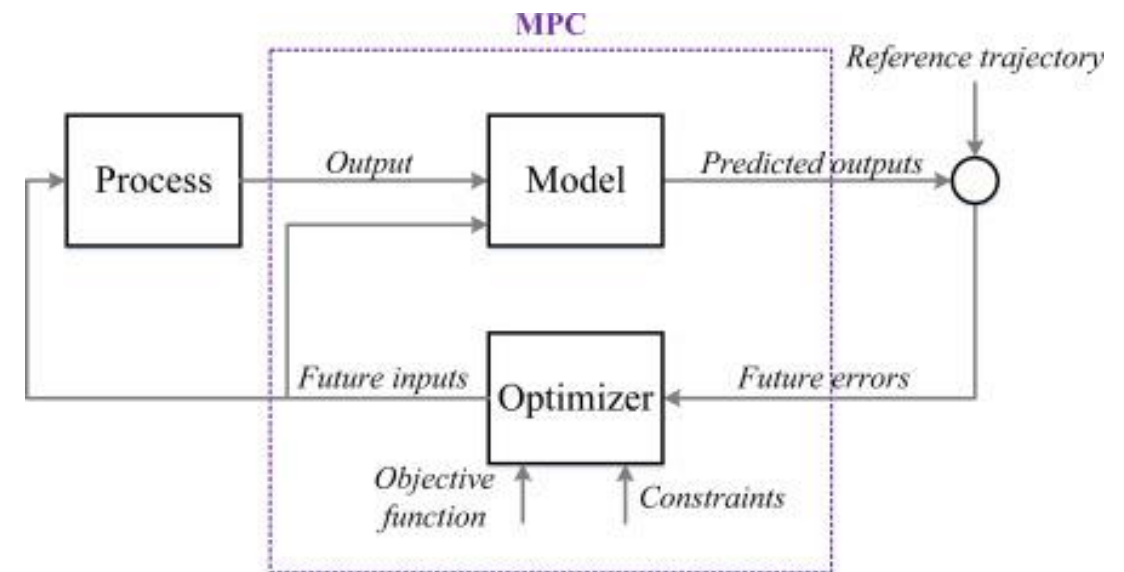 MPC
Reference trajectory
Process
Output
Model
Predicted outputs
Future inputs
Optimizer
Future errors
Objective
function
Constraints